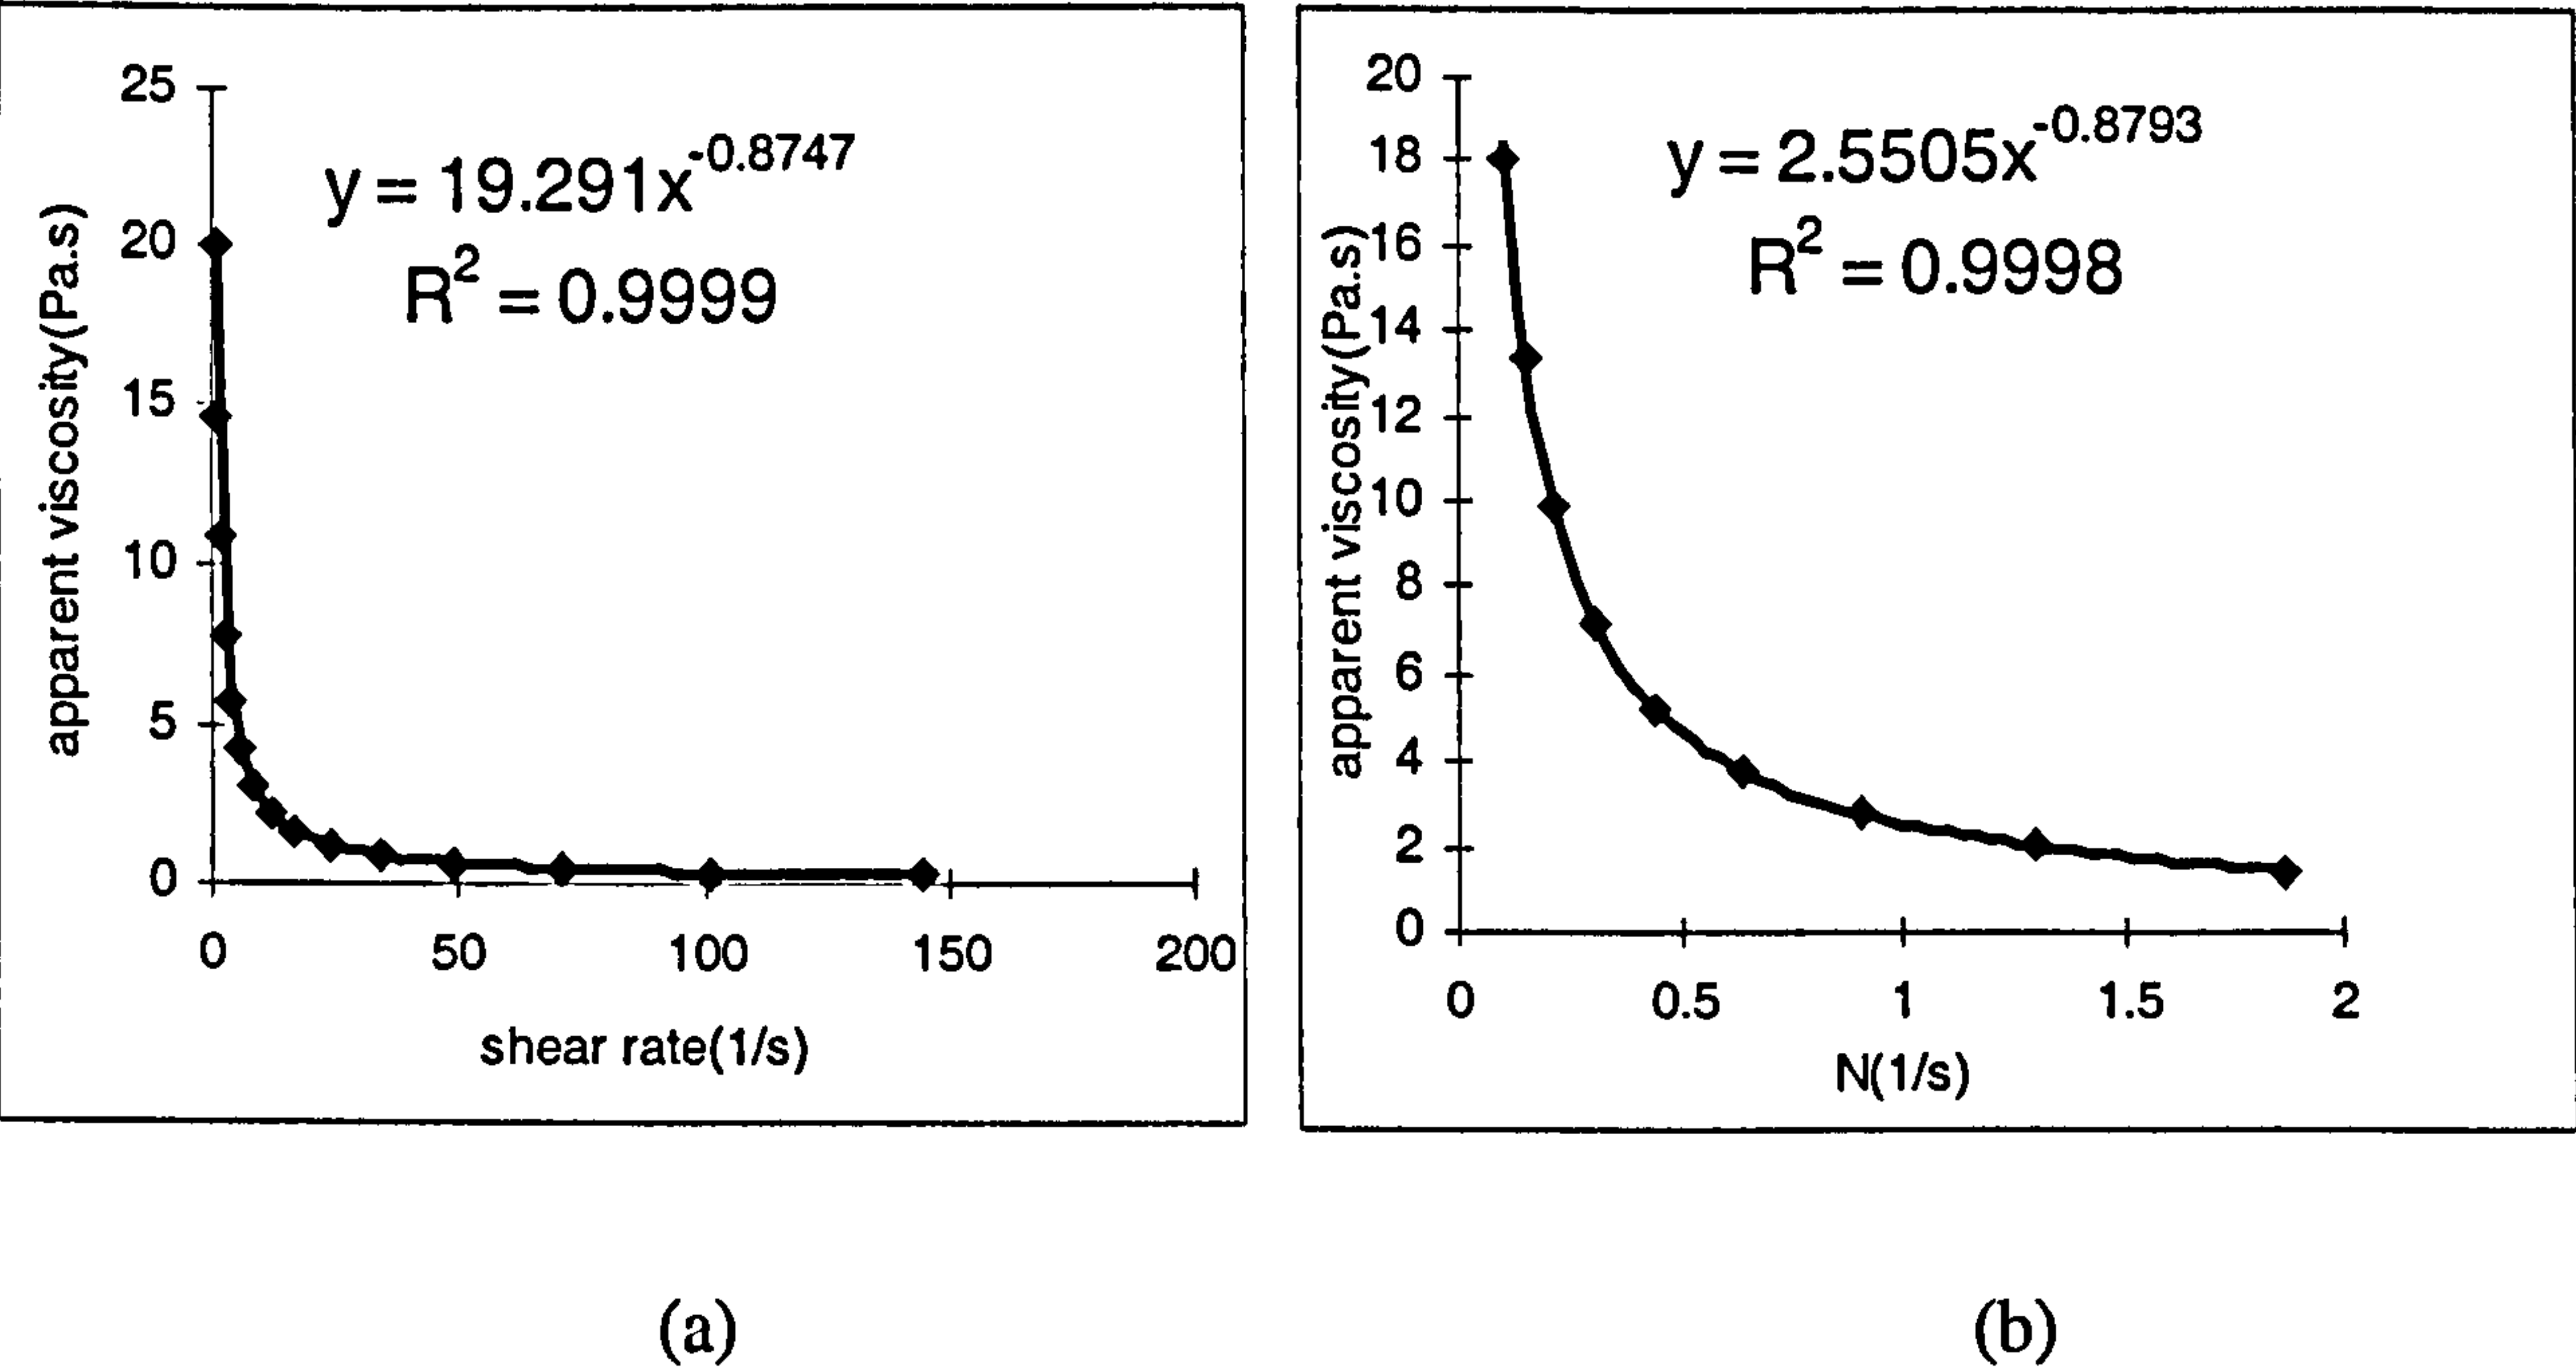 25
20
15
10
5
0
apparent viscosity(Pa.s)
y = 19.291x^-0.8747
R² = 0.9999
0 50 100 150 200
shear rate(1/s)
(a)
20
18
16
14
12
10
8
6
4
2
0
apparent viscosity(Pa.s)
y = 2.5505x^-0.8793
R² = 0.9998
0 0.5 1 1.5 2
N(1/s)
(b)